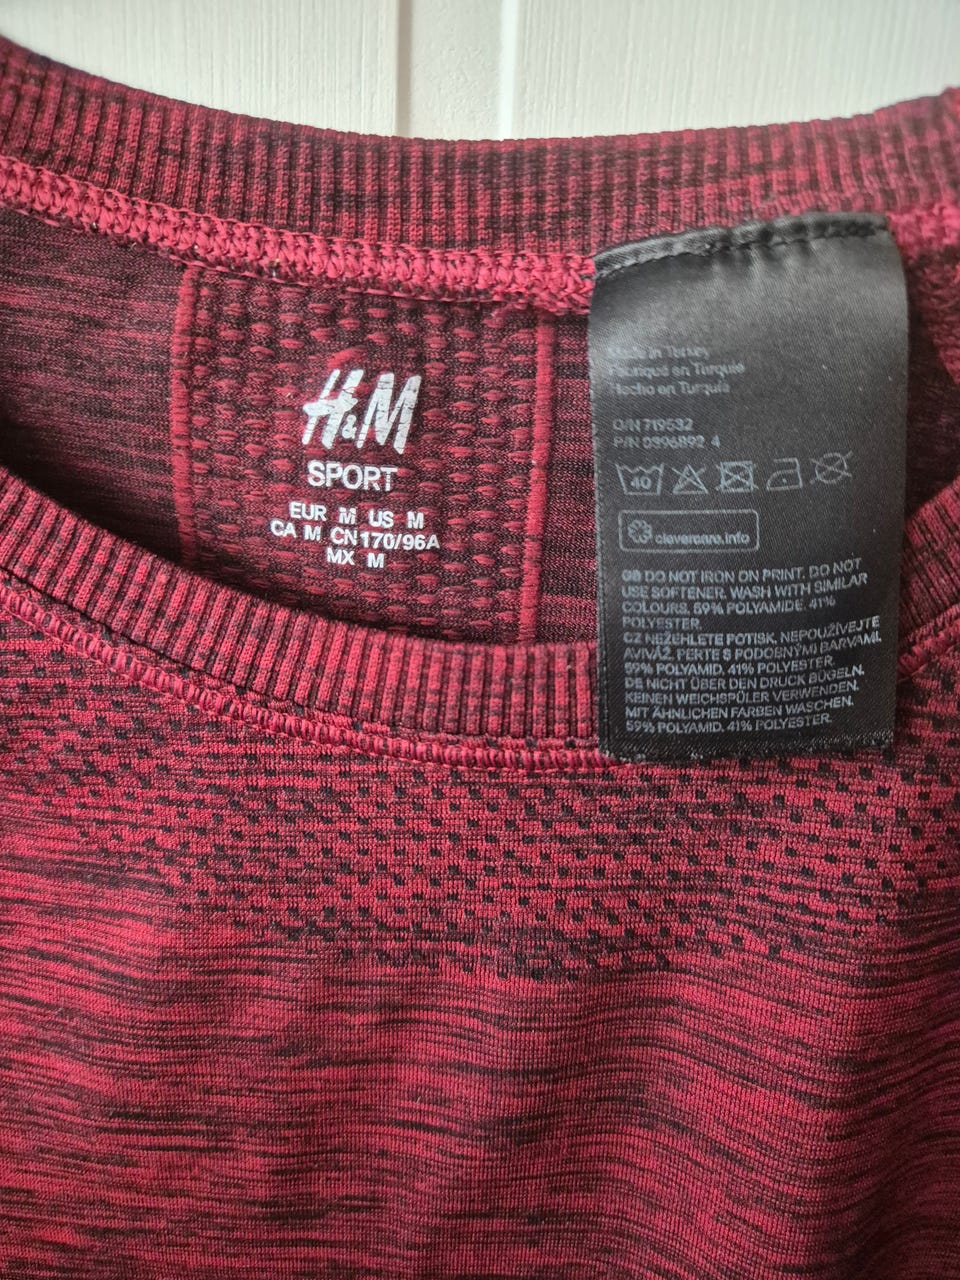 H&M
SPORT
EUR M US M
CA M CN170/96A
MX M
Made in Turkey
Fabriqué en Turquie
Hecho en Turquía
O/N 719532
P/N 0396892 4
40
clevercare.info
GB DO NOT IRON ON PRINT. DO NOT
USE SOFTENER. WASH WITH SIMILAR
COLOURS. 59% POLYAMIDE. 41%
POLYESTER.
CZ NEŽEHLETE POTISK. NEPOUŽÍVEJTE
AVIVÁŽ. PERTE S PODOBNÝMI BARVAMI.
59% POLYAMID. 41% POLYESTER.
DE NICHT ÜBER DEN DRUCK BÜGELN.
KEINEN WEICHSPÜLER VERWENDEN.
MIT ÄHNLICHEN FARBEN WASCHEN.
59% POLYAMID. 41% POLYESTER.